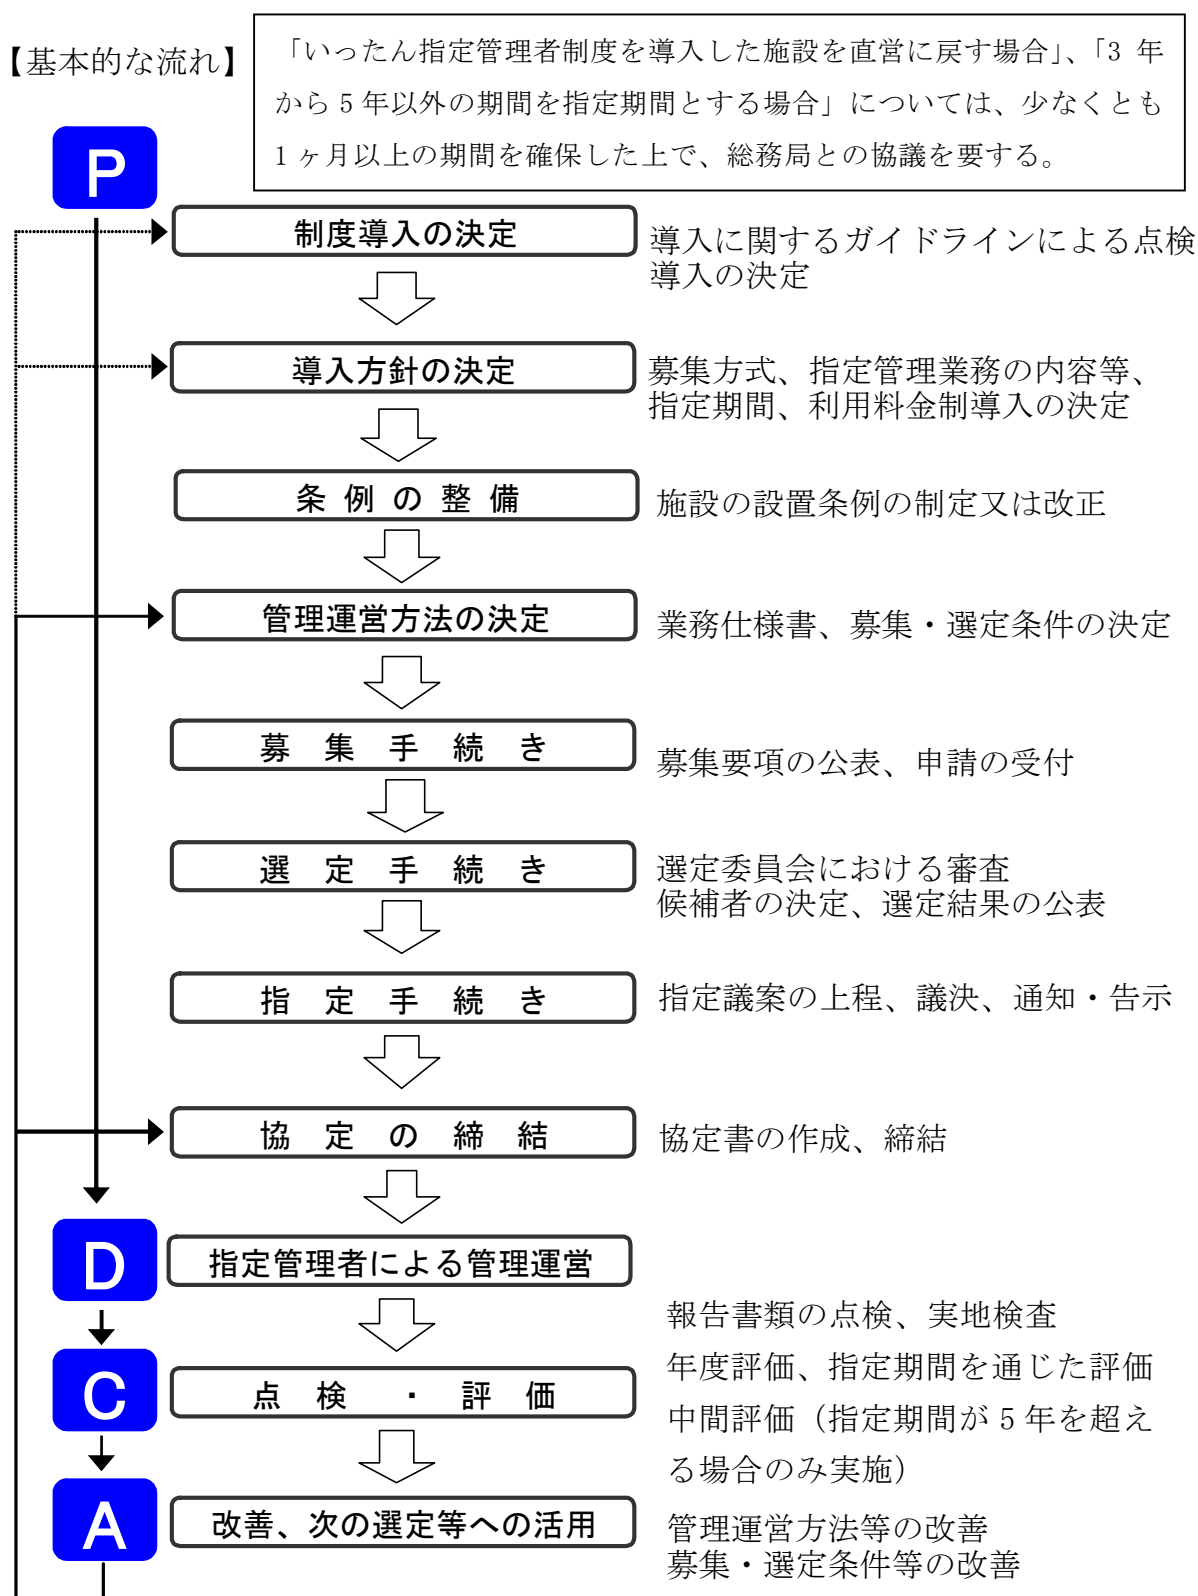 【基本的な流れ】
「いったん指定管理者制度を導入した施設を直営に戻す場合」、「3 年
から 5 年以外の期間を指定期間とする場合」については、少なくとも
1 ヶ月以上の期間を確保した上で、総務局との協議を要する。
P
制度導入の決定
導入に関するガイドラインによる点検
導入の決定
導入方針の決定
募集方式、指定管理業務の内容等、
指定期間、利用料金制導入の決定
条 例 の 整 備
施設の設置条例の制定又は改正
管理運営方法の決定
業務仕様書、募集・選定条件の決定
募 集 手 続 き
募集要項の公表、申請の受付
選 定 手 続 き
選定委員会における審査
候補者の決定、選定結果の公表
指 定 手 続 き
指定議案の上程、議決、通知・告示
協 定 の 締 結
協定書の作成、締結
D
指定管理者による管理運営
C
点 検 ・ 評 価
報告書類の点検、実地検査
年度評価、指定期間を通じた評価
中間評価（指定期間が 5 年を超え
る場合のみ実施）
A
改善、次の選定等への活用
管理運営方法等の改善
募集・選定条件等の改善